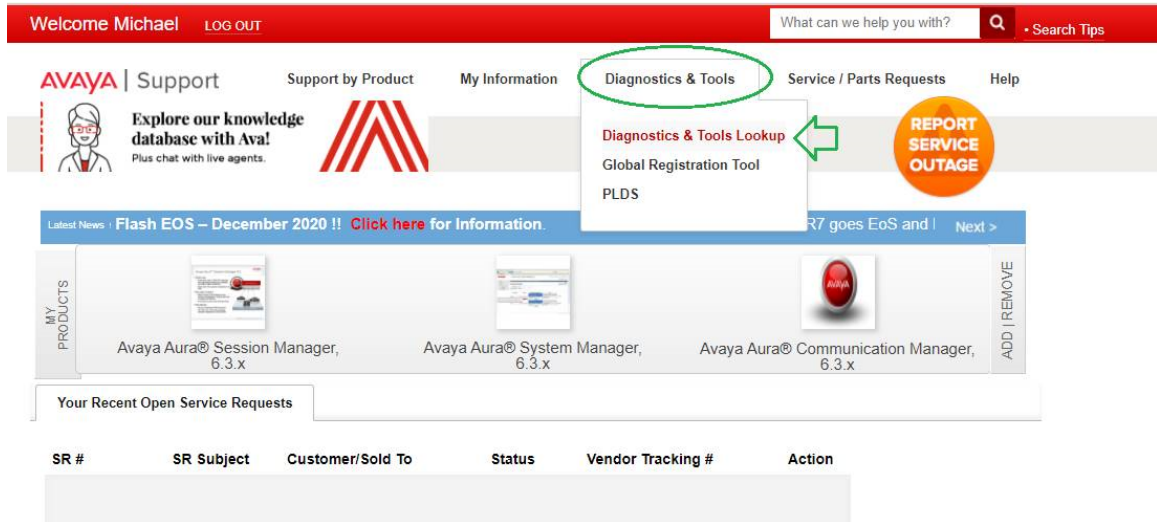 Welcome Michael LOG OUT What can we help you with? • Search Tips
AVAYA | Support Support by Product My Information Diagnostics & Tools Service / Parts Requests Help
Explore our knowledge
database with Ava!
Plus chat with live agents.
Diagnostics & Tools Lookup
Global Registration Tool
PLDS
REPORT
SERVICE
OUTAGE
Latest News : Flash EOS – December 2020 !! Click here for Information. R7 goes EoS and Next >
MY
PRODUCTS
AVAYA
Avaya Aura® Session Manager,
6.3.x
Avaya Aura® System Manager,
6.3.x
Avaya Aura® Communication Manager,
6.3.x
ADD | REMOVE
Your Recent Open Service Requests
SR # SR Subject Customer/Sold To Status Vendor Tracking # Action